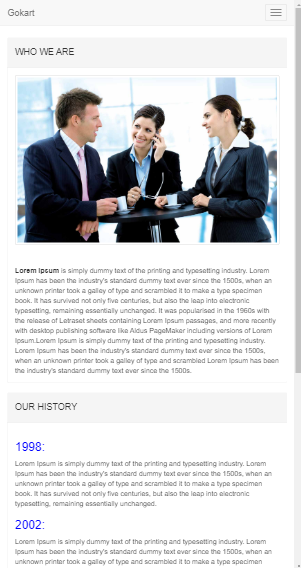 Gokart
WHO WE ARE
Lorem Ipsum is simply dummy text of the printing and typesetting industry. Lorem
Ipsum has been the industry's standard dummy text ever since the 1500s, when an
unknown printer took a galley of type and scrambled it to make a type specimen
book. It has survived not only five centuries, but also the leap into electronic
typesetting, remaining essentially unchanged. It was popularised in the 1960s with
the release of Letraset sheets containing Lorem Ipsum passages, and more recently
with desktop publishing software like Aldus PageMaker including versions of Lorem
Ipsum.Lorem Ipsum is simply dummy text of the printing and typesetting industry.
Lorem Ipsum has been the industry's standard dummy text ever since the 1500s,
when an unknown printer took a galley of type and scrambled Lorem Ipsum has been
the industry's standard dummy text ever since the 1500s.
OUR HISTORY
1998:
Lorem Ipsum is simply dummy text of the printing and typesetting industry. Lorem
Ipsum has been the industry's standard dummy text ever since the 1500s, when an
unknown printer took a galley of type and scrambled it to make a type specimen
book. It has survived not only five centuries, but also the leap into electronic
typesetting, remaining essentially unchanged.
2002:
Lorem Ipsum is simply dummy text of the printing and typesetting industry. Lorem
Ipsum has been the industry's standard dummy text ever since the 1500s, when an
unknown printer took a galley of type and scrambled it to make a type specimen